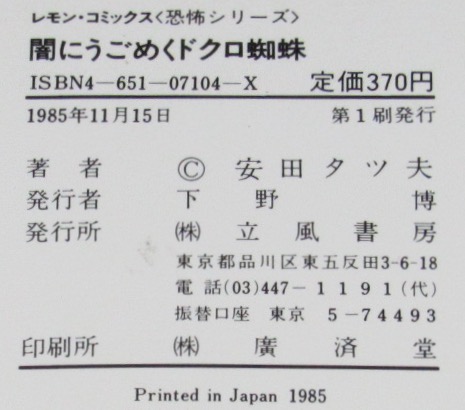 レモン・コミックス〈恐怖シリーズ〉
闇にうごめくドクロ蜘蛛
ISBN4—651—07104—X 定価370円
1985年11月15日 第1刷発行
著者 ©安田タツ夫
発行者 下野博
発行所 ㈱立風書房
東京都品川区東五反田3-6-18
電話(03)447—1191(代)
振替口座 東京 5-74493
印刷所 ㈱廣済堂
Printed in Japan 1985